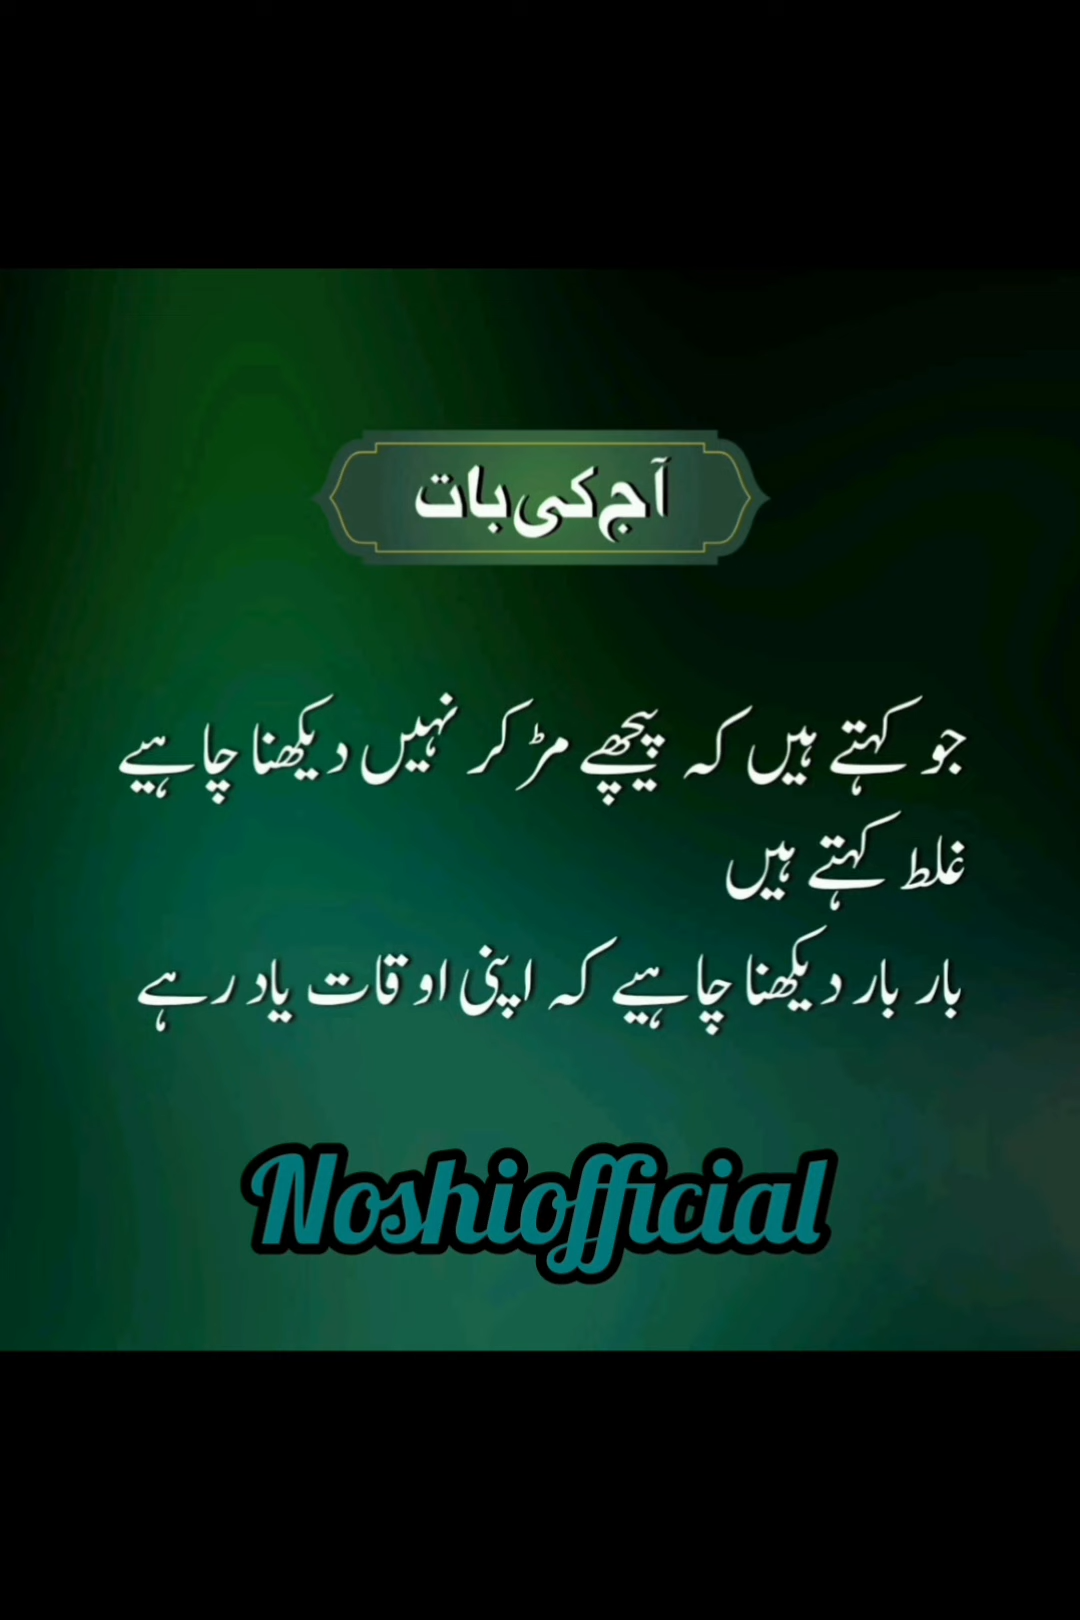 آج کی بات
جو کہتے ہیں کہ پیچھے مڑ کر نہیں دیکھنا چاہیے
غلط کہتے ہیں
بار بار دیکھنا چاہیے کہ اپنی اوقات یاد رہے
Noshiofficial